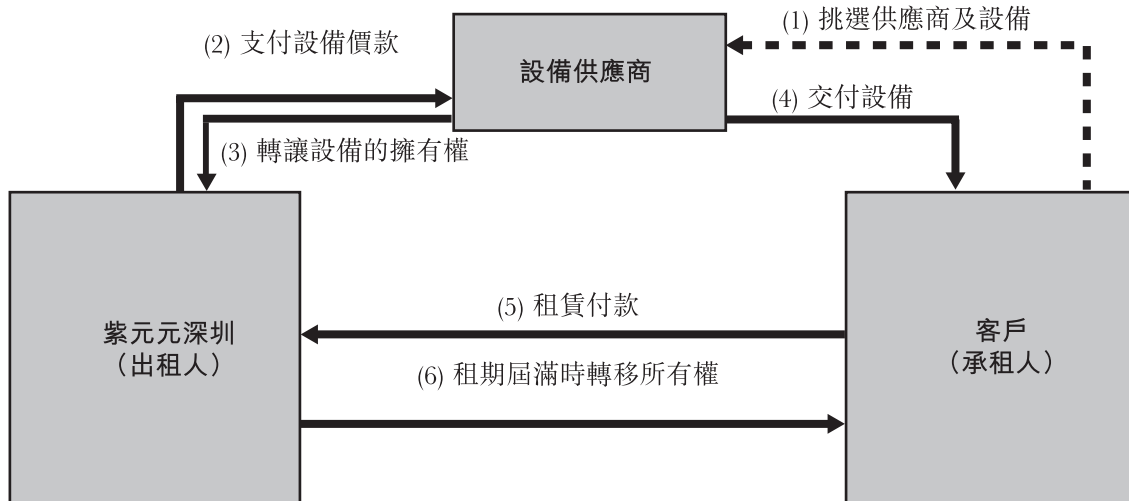 (1) 挑選供應商及設備
(2) 支付設備價款
設備供應商
(4) 交付設備
(3) 轉讓設備的擁有權
(5) 租賃付款
紫元元深圳
（出租人）
客戶
（承租人）
(6) 租期屆滿時轉移所有權